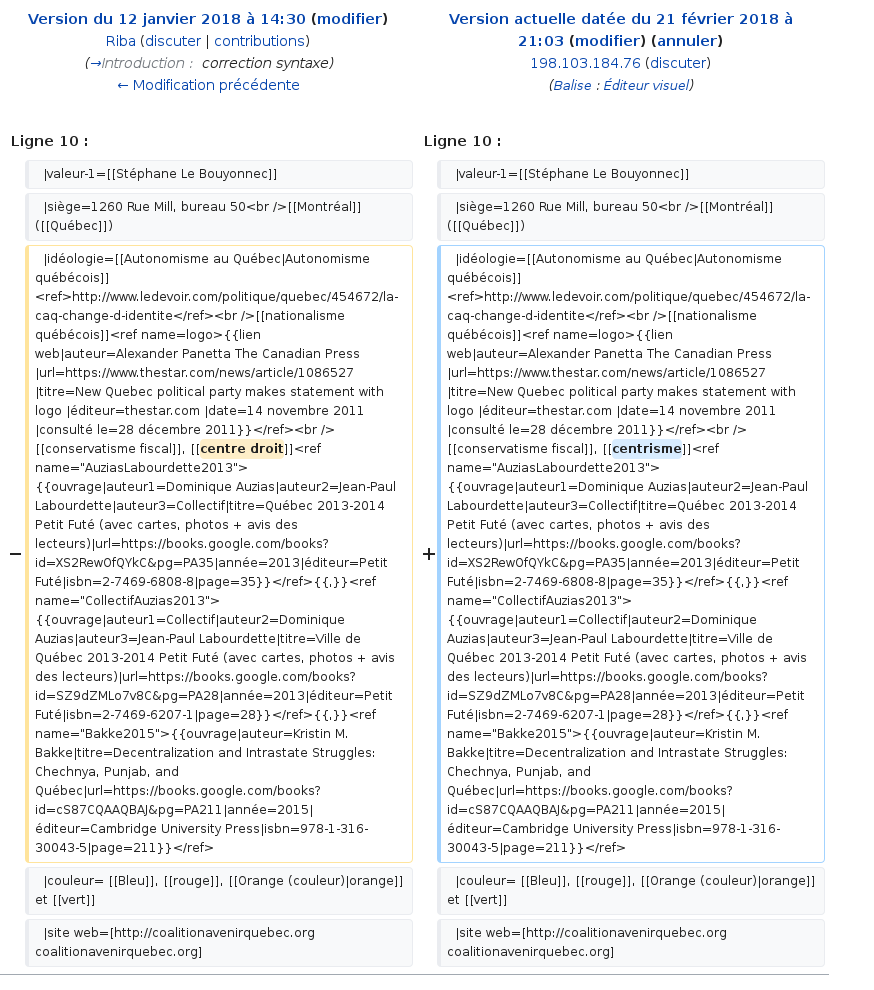 Version du 12 janvier 2018 à 14:30 (modifier)
Riba (discuter | contributions)
(→Introduction : correction syntaxe)
← Modification précédente
Version actuelle datée du 21 février 2018 à
21:03 (modifier) (annuler)
198.103.184.76 (discuter)
(Balise : Éditeur visuel)
Ligne 10 :
|valeur-1=[[Stéphane Le Bouyonnec]]
|siège=1260 Rue Mill, bureau 50<br />[[Montréal]]
([[Québec]])
−
|idéologie=[[Autonomisme au Québec|Autonomisme
québécois]]
<ref>http://www.ledevoir.com/politique/quebec/454672/la-
caq-change-d-identite</ref><br />[[nationalisme
québécois]]<ref name=logo>{{lien
web|auteur=Alexander Panetta The Canadian Press
|url=https://www.thestar.com/news/article/1086527
|titre=New Quebec political party makes statement with
logo |éditeur=thestar.com |date=14 novembre 2011
|consulté le=28 décembre 2011}}</ref><br />
[[conservatisme fiscal]], [[centre droit]]<ref
name="AuziasLabourdette2013">
{{ouvrage|auteur1=Dominique Auzias|auteur2=Jean-Paul
Labourdette|auteur3=Collectif|titre=Québec 2013-2014
Petit Futé (avec cartes, photos + avis des
lecteurs)|url=https://books.google.com/books?
id=XS2RewOfQYkC&pg=PA35|année=2013|éditeur=Petit
Futé|isbn=2-7469-6808-8|page=35}}</ref>{{,}}<ref
name="CollectifAuzias2013">
{{ouvrage|auteur1=Collectif|auteur2=Dominique
Auzias|auteur3=Jean-Paul Labourdette|titre=Ville de
Québec 2013-2014 Petit Futé (avec cartes, photos + avis
des lecteurs)|url=https://books.google.com/books?
id=SZ9dZMLo7v8C&pg=PA28|année=2013|éditeur=Petit
Futé|isbn=2-7469-6207-1|page=28}}</ref>{{,}}<ref
name="Bakke2015">{{ouvrage|auteur=Kristin M.
Bakke|titre=Decentralization and Intrastate Struggles:
Chechnya, Punjab, and
Québec|url=https://books.google.com/books?
id=cS87CQAAQBAJ&pg=PA211|année=2015|
éditeur=Cambridge University Press|isbn=978-1-316-
30043-5|page=211}}</ref>
|couleur= [[Bleu]], [[rouge]], [[Orange (couleur)|orange]]
et [[vert]]
|site web=[http://coalitionavenirquebec.org
coalitionavenirquebec.org]
Ligne 10 :
|valeur-1=[[Stéphane Le Bouyonnec]]
|siège=1260 Rue Mill, bureau 50<br />[[Montréal]]
([[Québec]])
+
|idéologie=[[Autonomisme au Québec|Autonomisme
québécois]]
<ref>http://www.ledevoir.com/politique/quebec/454672/la-
caq-change-d-identite</ref><br />[[nationalisme
québécois]]<ref name=logo>{{lien
web|auteur=Alexander Panetta The Canadian Press
|url=https://www.thestar.com/news/article/1086527
|titre=New Quebec political party makes statement with
logo |éditeur=thestar.com |date=14 novembre 2011
|consulté le=28 décembre 2011}}</ref><br />
[[conservatisme fiscal]], [[centrisme]]<ref
name="AuziasLabourdette2013">
{{ouvrage|auteur1=Dominique Auzias|auteur2=Jean-Paul
Labourdette|auteur3=Collectif|titre=Québec 2013-2014
Petit Futé (avec cartes, photos + avis des
lecteurs)|url=https://books.google.com/books?
id=XS2RewOfQYkC&pg=PA35|année=2013|éditeur=Petit
Futé|isbn=2-7469-6808-8|page=35}}</ref>{{,}}<ref
name="CollectifAuzias2013">
{{ouvrage|auteur1=Collectif|auteur2=Dominique
Auzias|auteur3=Jean-Paul Labourdette|titre=Ville de
Québec 2013-2014 Petit Futé (avec cartes, photos + avis
des lecteurs)|url=https://books.google.com/books?
id=SZ9dZMLo7v8C&pg=PA28|année=2013|éditeur=Petit
Futé|isbn=2-7469-6207-1|page=28}}</ref>{{,}}<ref
name="Bakke2015">{{ouvrage|auteur=Kristin M.
Bakke|titre=Decentralization and Intrastate Struggles:
Chechnya, Punjab, and
Québec|url=https://books.google.com/books?
id=cS87CQAAQBAJ&pg=PA211|année=2015|
éditeur=Cambridge University Press|isbn=978-1-316-
30043-5|page=211}}</ref>
|couleur= [[Bleu]], [[rouge]], [[Orange (couleur)|orange]]
et [[vert]]
|site web=[http://coalitionavenirquebec.org
coalitionavenirquebec.org]